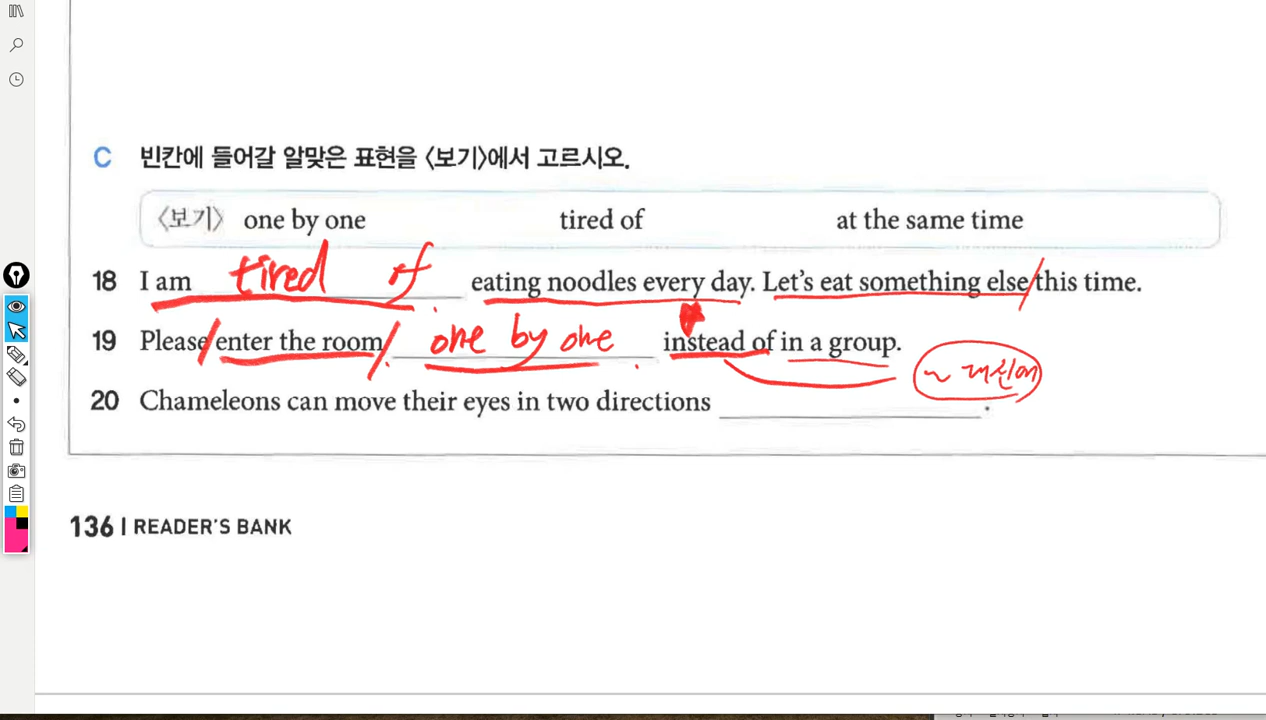 C 빈칸에 들어갈 알맞은 표현을 〈보기〉에서 고르시오.
〈보기〉 one by one tired of at the same time
18 I am tired of eating noodles every day. Let's eat something else/this time.
19 Please/enter the room/ one by one instead of in a group.
~ 대신에
20 Chameleons can move their eyes in two directions ____.
136 | READER'S BANK